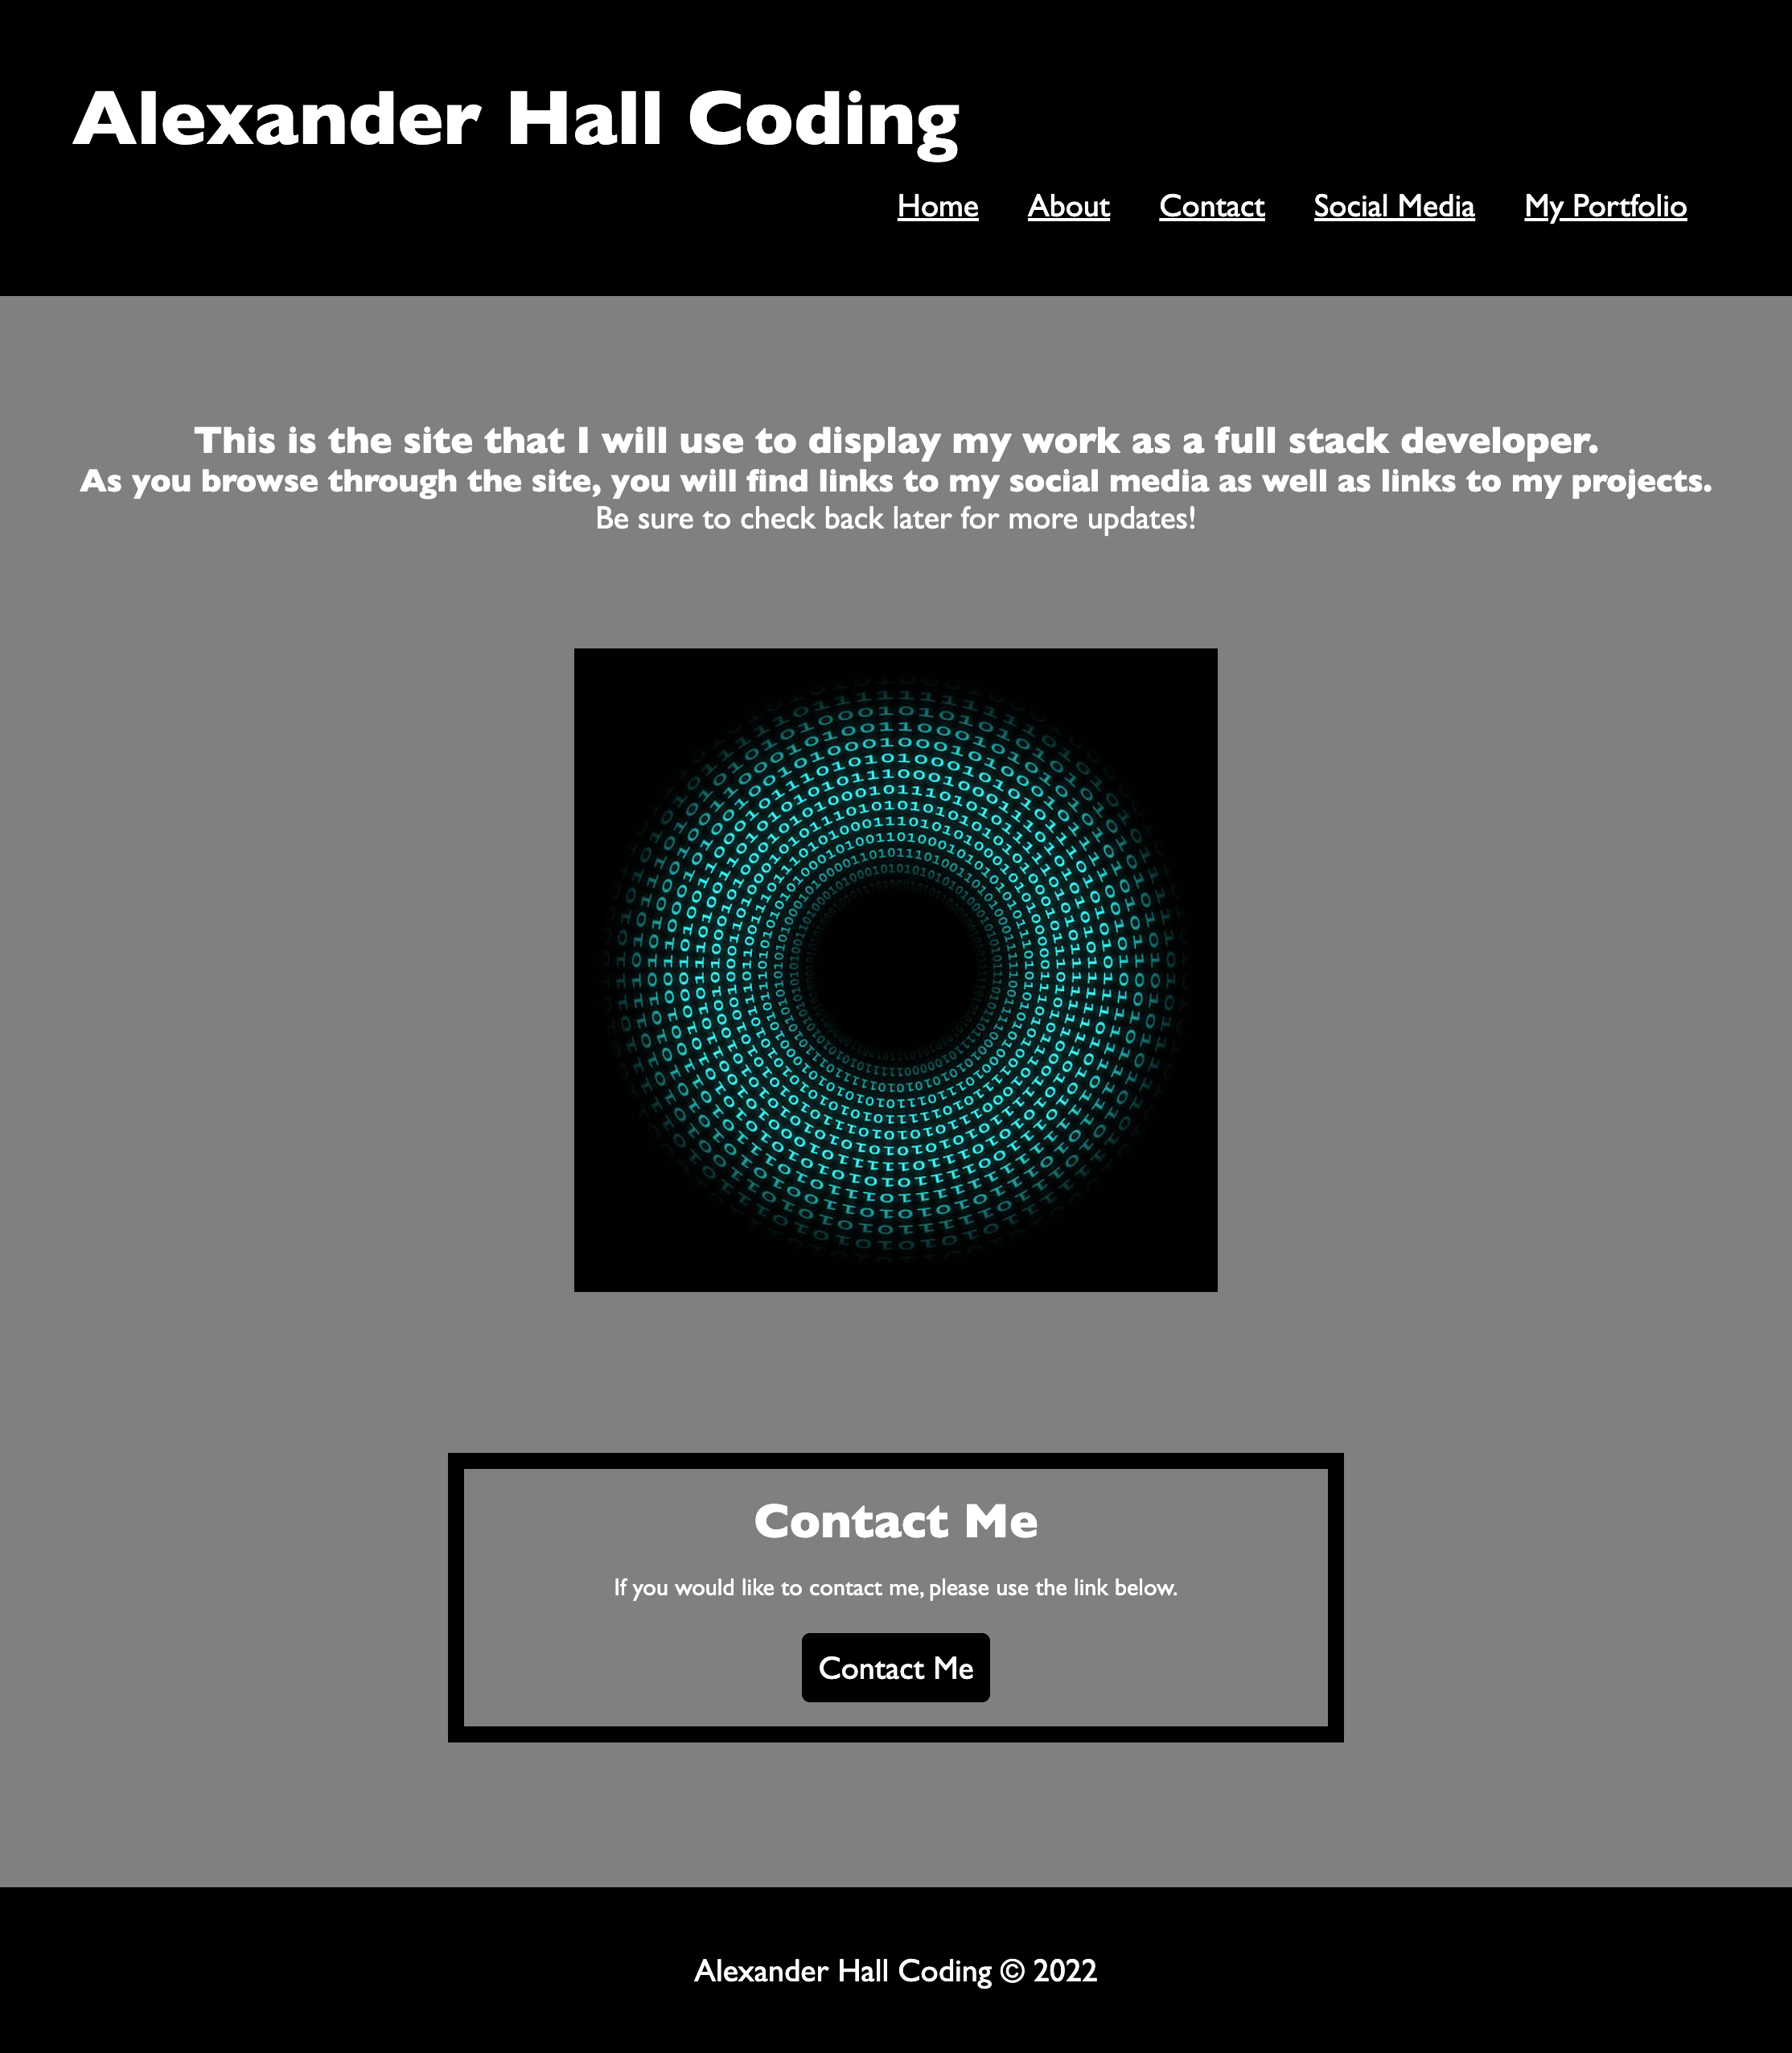 Alexander Hall Coding
Home About Contact Social Media My Portfolio
This is the site that I will use to display my work as a full stack developer.
As you browse through the site, you will find links to my social media as well as links to my projects.
Be sure to check back later for more updates!
Contact Me
If you would like to contact me, please use the link below.
Contact Me
Alexander Hall Coding © 2022